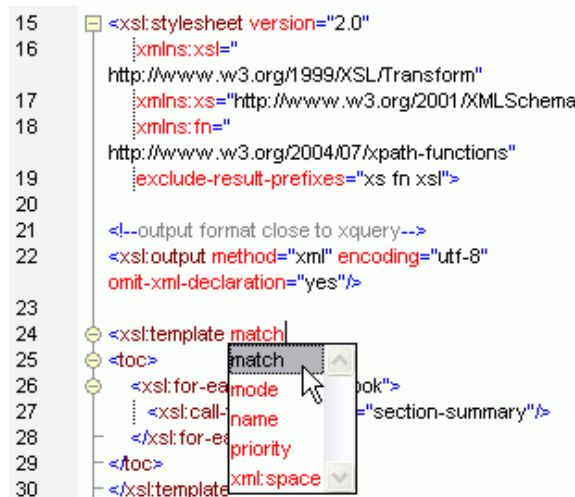 15 <xsl:stylesheet version="2.0"
16 xmlns:xsl="
http://www.w3.org/1999/XSL/Transform"
17 xmlns:xs="http://www.w3.org/2001/XMLSchema
18 xmlns:fn="
http://www.w3.org/2004/07/xpath-functions"
19 exclude-result-prefixes="xs fn xsl">
20
21 <!--output format close to xquery-->
22 <xsl:output method="xml" encoding="utf-8"
omit-xml-declaration="yes"/>
23
24 <xsl:template match
25 <toc> match
26 <xsl:for-ea mode ok">
27 <xsl:call- name ="section-summary"/>
28 </xsl:for-ea priority
29 </toc> xml:space
30 </xsl:template